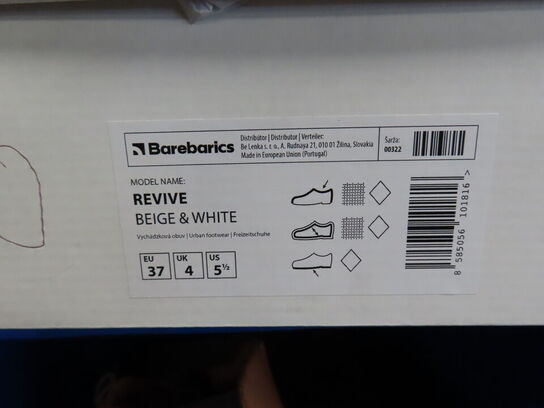 Barebarics
Distribútor | Distributor | Verteiler:
Be Lenka s. r. o., A. Rudnaya 21, 010 01 Žilina, Slovakia
Made in European Union (Portugal)
Šarža:
00322
MODEL NAME:
REVIVE
BEIGE & WHITE
Vychádzková obuv | Urban footwear | Freizeitschuhe
EU UK US
37 4 5½
8 585056 101816 >